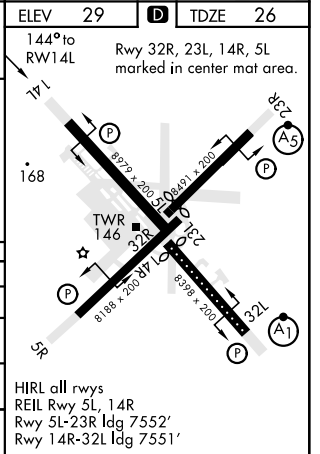 ELEV 29
D
TDZE 26
144° to
RW14L
Rwy 32R, 23L, 14R, 5L
marked in center mat area.
14L
23R
A5
P
P
8979 x 200
8491 x 200
168
5L
TWR
146
32R
23L
14R
P
8188 x 200
8398 x 200
32L
A1
5R
P
HIRL all rwys
REIL Rwy 5L, 14R
Rwy 5L-23R ldg 7552'
Rwy 14R-32L ldg 7551'